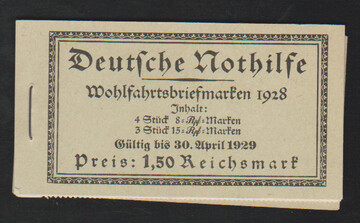 Deutsche Nothilfe
Wohlfahrtsbriefmarken 1928
Inhalt:
4 Stück 8=Rpf=Marken
3 Stück 15=Rpf=Marken
Gültig bis 30. April 1929
Preis: 1,50 Reichsmark